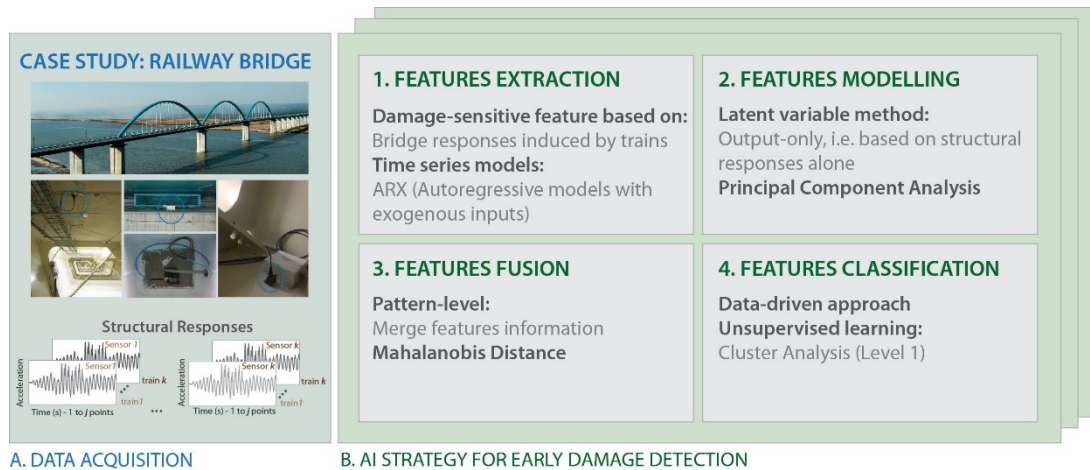 CASE STUDY: RAILWAY BRIDGE
Structural Responses
Acceleration
Sensor 1
Sensor 1
train k
train 1
Time (s) - 1 to j points
...
Acceleration
Sensor k
Sensor k
train k
train 1
Time (s) - 1 to j points
A. DATA ACQUISITION
1. FEATURES EXTRACTION
Damage-sensitive feature based on:
Bridge responses induced by trains
Time series models:
ARX (Autoregressive models with
exogenous inputs)
2. FEATURES MODELLING
Latent variable method:
Output-only, i.e. based on structural
responses alone
Principal Component Analysis
3. FEATURES FUSION
Pattern-level:
Merge features information
Mahalanobis Distance
4. FEATURES CLASSIFICATION
Data-driven approach
Unsupervised learning:
Cluster Analysis (Level 1)
B. AI STRATEGY FOR EARLY DAMAGE DETECTION